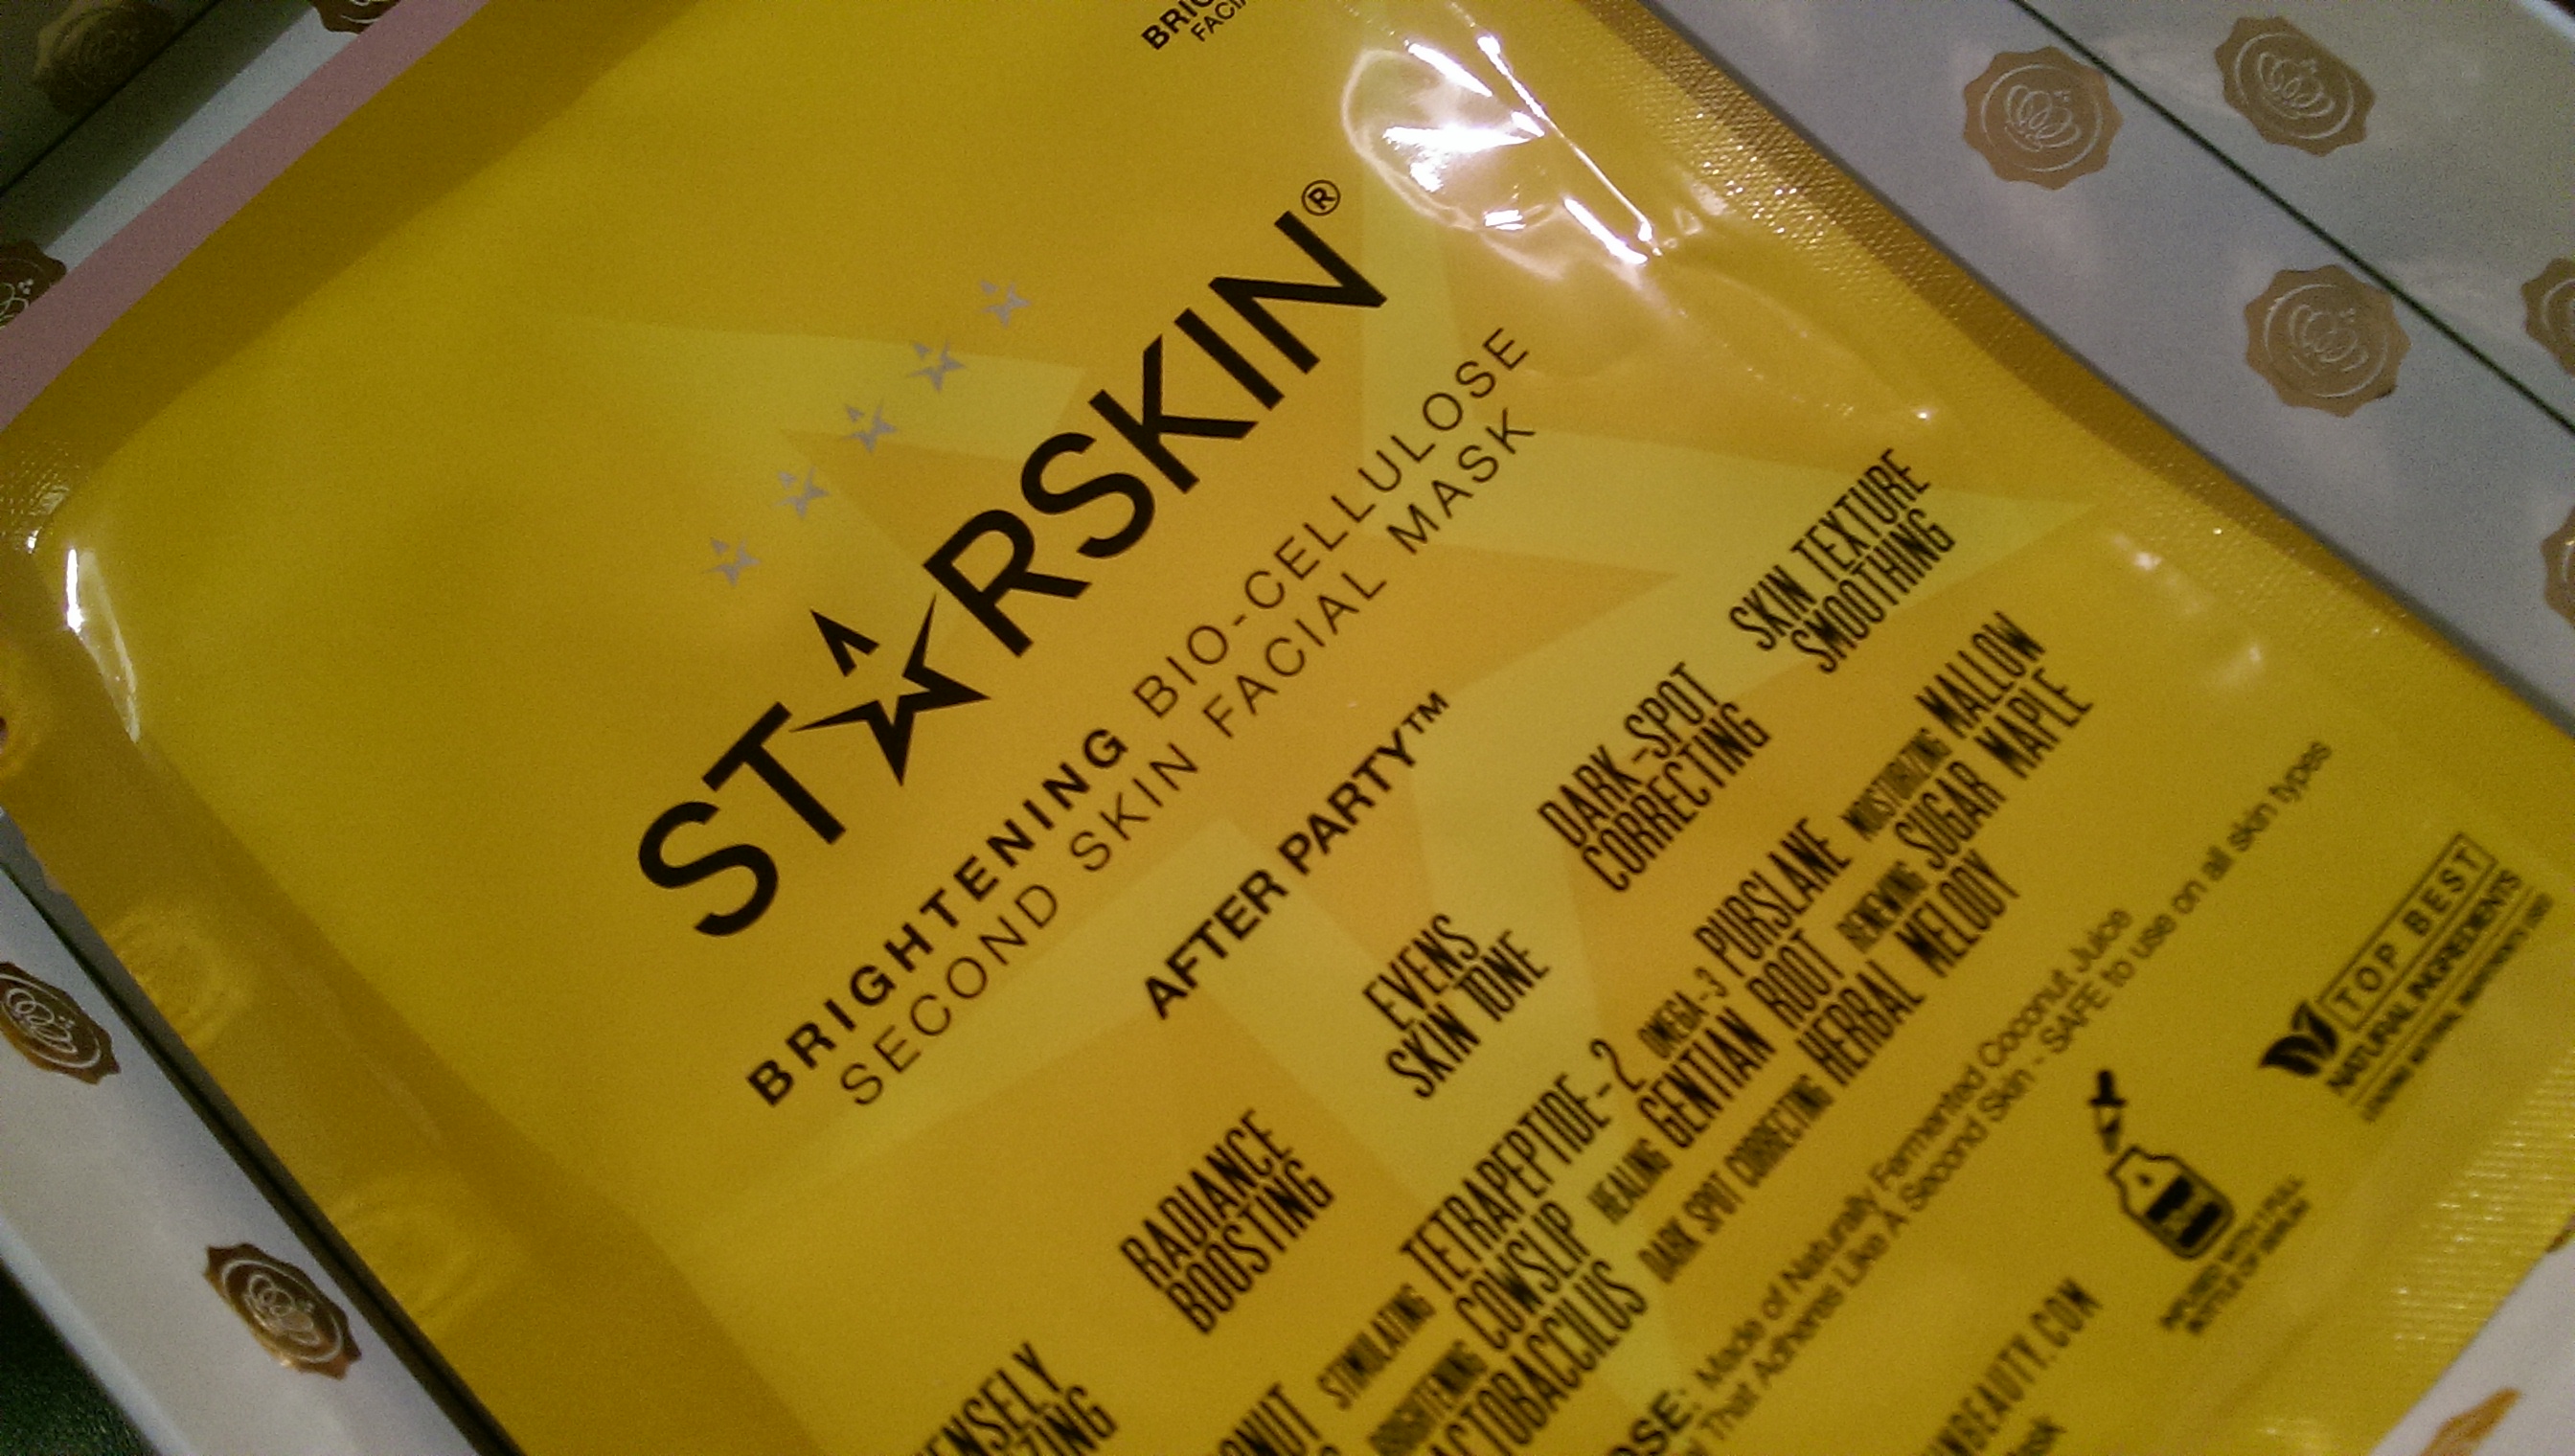 STARSKIN®
BRIGHTENING BIO-CELLULOSE
SECOND SKIN FACIAL MASK
AFTER PARTY™
RADIANCE
BOOSTING
EVENS
SKIN TONE
DARK-SPOT
CORRECTING
SKIN TEXTURE
SMOOTHING
STIMULATING TETRAPEPTIDE-2 OMEGA-3 PURSLANE MOISTURIZING MALLOW
BRIGHTENING COWSLIP HEALING GENTIAN ROOT RENEWING SUGAR MAPLE
DARK SPOT CORRECTING HERBAL MELODY
Made of Naturally Fermented Coconut Juice
That Adheres Like A Second Skin - SAFE to use on all skin types
TOP BEST
NATURAL INGREDIENTS